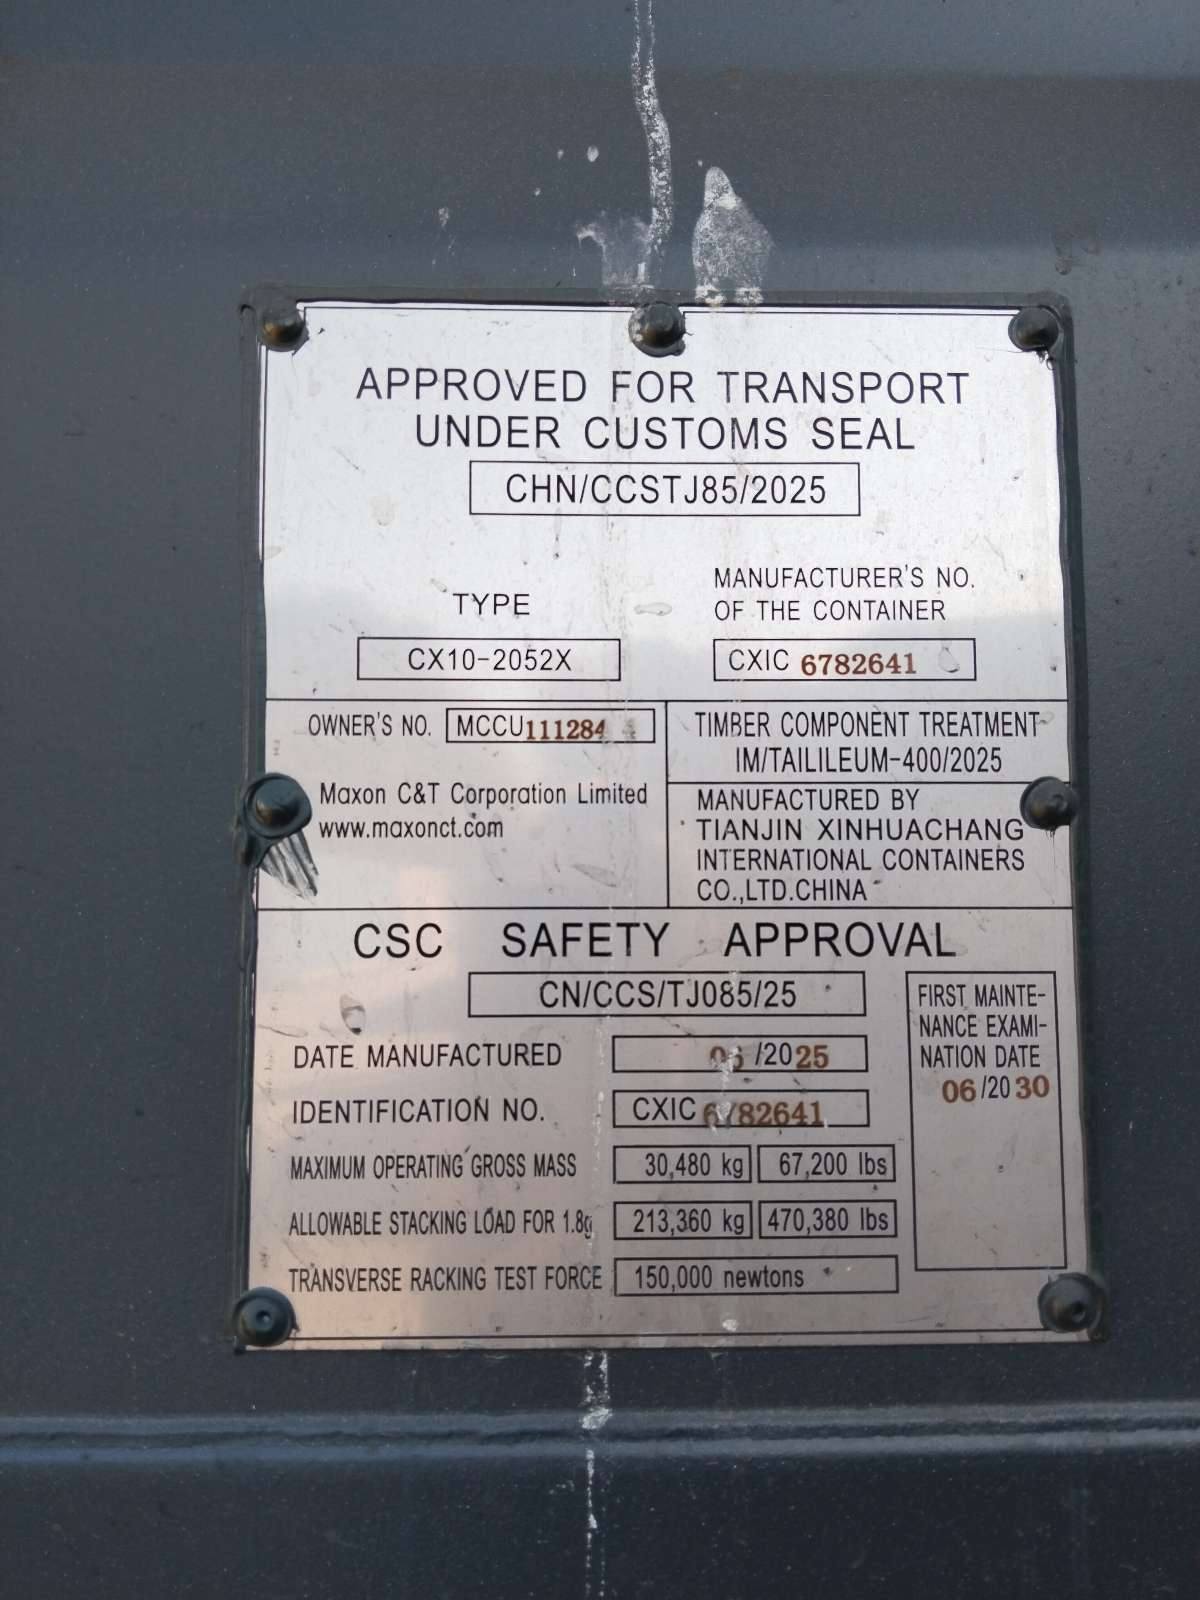 APPROVED FOR TRANSPORT
UNDER CUSTOMS SEAL
CHN/CCSTJ85/2025
TYPE
CX10-2052X
MANUFACTURER'S NO.
OF THE CONTAINER
CXIC 6782641
OWNER'S NO. MCCU111284
Maxon C&T Corporation Limited
www.maxonct.com
TIMBER COMPONENT TREATMENT
IM/TAILILEUM-400/2025
MANUFACTURED BY
TIANJIN XINHUACHANG
INTERNATIONAL CONTAINERS
CO.,LTD.CHINA
CSC SAFETY APPROVAL
CN/CCS/TJ085/25
DATE MANUFACTURED 06/2025
IDENTIFICATION NO. CXIC 6782641
MAXIMUM OPERATING GROSS MASS 30,480 kg 67,200 lbs
ALLOWABLE STACKING LOAD FOR 1.8g 213,360 kg 470,380 lbs
TRANSVERSE RACKING TEST FORCE 150,000 newtons
FIRST MAINTE-
NANCE EXAMI-
NATION DATE
06/2030